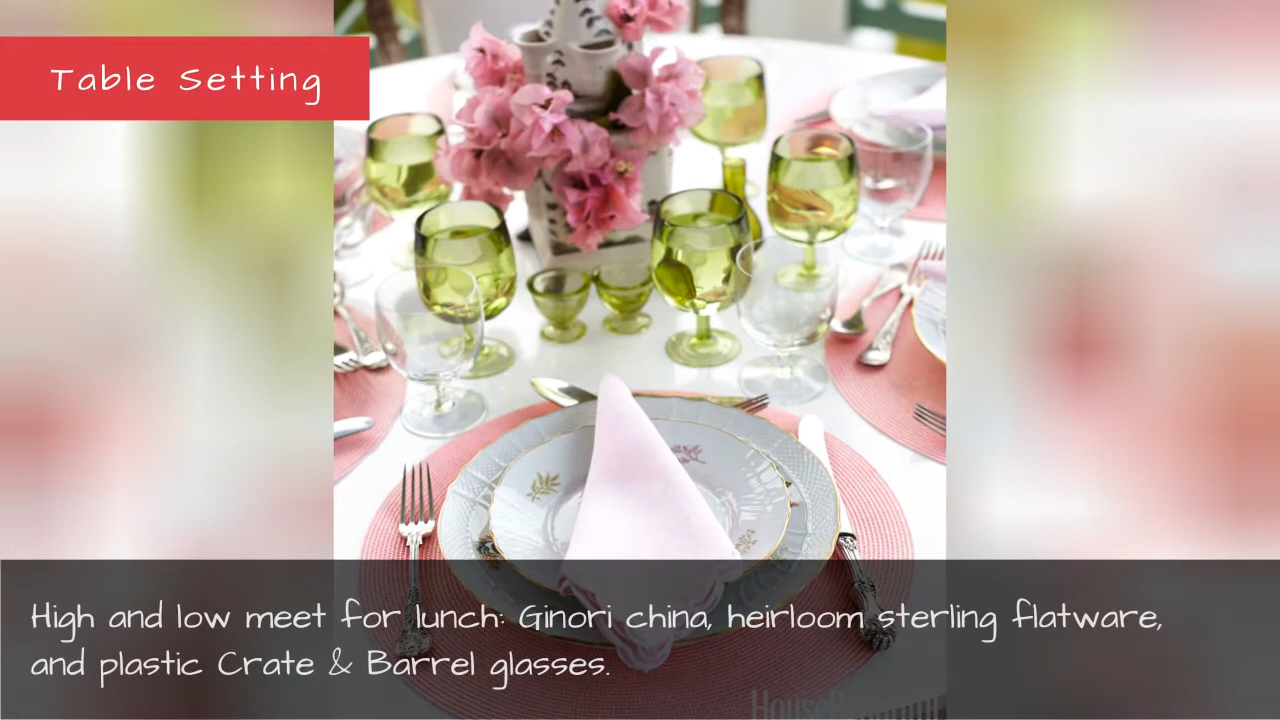 Table Setting
High and low meet for lunch: Ginori china, heirloom sterling flatware,
and plastic Crate & Barrel glasses.